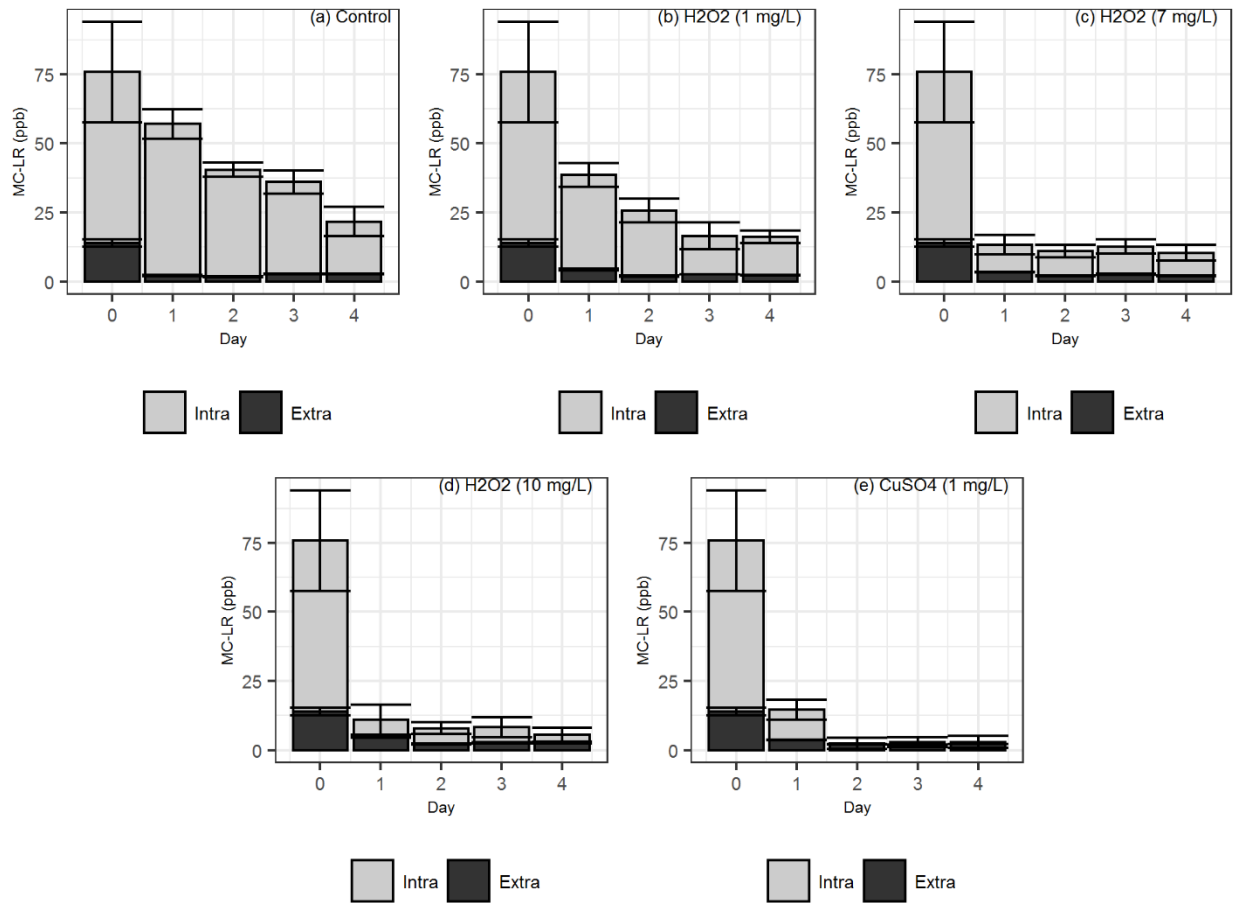 (a) Control
MC-LR (ppb)
75
50
25
0
0 1 2 3 4
Day
Intra Extra
(b) H2O2 (1 mg/L)
MC-LR (ppb)
75
50
25
0
0 1 2 3 4
Day
Intra Extra
(c) H2O2 (7 mg/L)
MC-LR (ppb)
75
50
25
0
0 1 2 3 4
Day
Intra Extra
(d) H2O2 (10 mg/L)
MC-LR (ppb)
75
50
25
0
0 1 2 3 4
Day
Intra Extra
(e) CuSO4 (1 mg/L)
MC-LR (ppb)
75
50
25
0
0 1 2 3 4
Day
Intra Extra